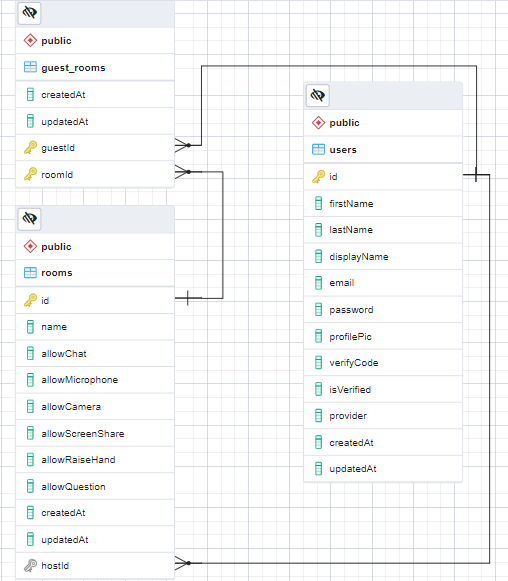 public
guest_rooms
createdAt
updatedAt
guestId
roomId
public
rooms
id
name
allowChat
allowMicrophone
allowCamera
allowScreenShare
allowRaiseHand
allowQuestion
createdAt
updatedAt
hostId
public
users
id
firstName
lastName
displayName
email
password
profilePic
verifyCode
isVerified
provider
createdAt
updatedAt